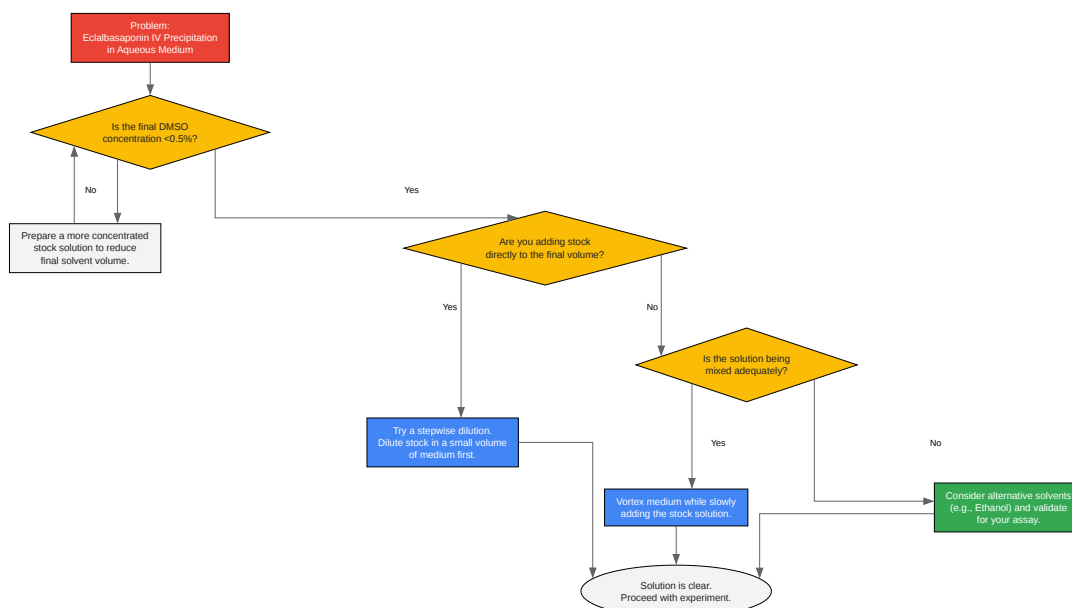 Problem:
Eclalbasaponin IV Precipitation
in Aqueous Medium
Is the final DMSO
concentration <0.5%?
No
Yes
Prepare a more concentrated
stock solution to reduce
final solvent volume.
Are you adding stock
directly to the final volume?
Yes
No
Is the solution being
mixed adequately?
Try a stepwise dilution.
Dilute stock in a small volume
of medium first.
Yes
No
Vortex medium while slowly
adding the stock solution.
Consider alternative solvents
(e.g., Ethanol) and validate
for your assay.
Solution is clear.
Proceed with experiment.